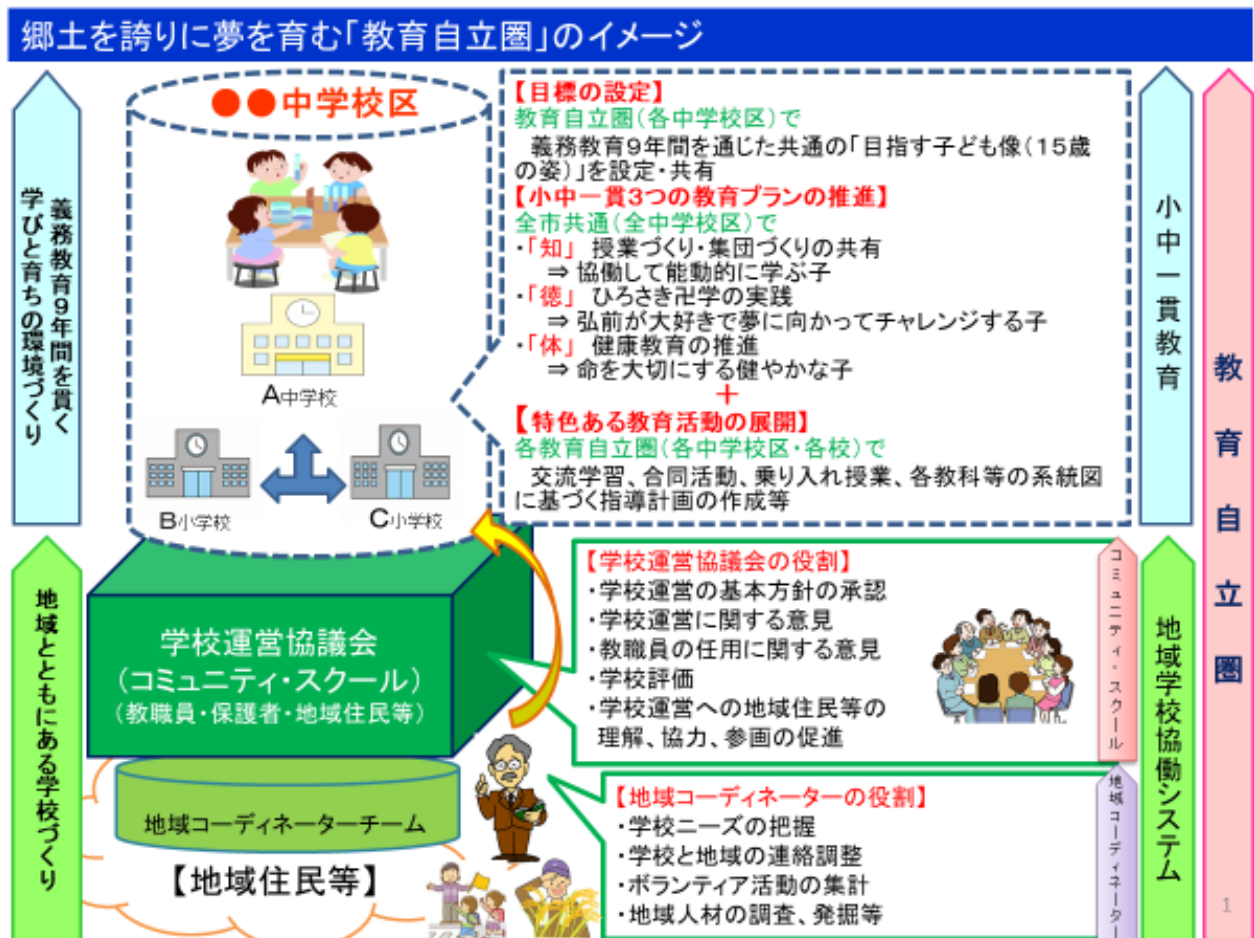 郷土を誇りに夢を育む「教育自立圏」のイメージ
義務教育9年間を貫く
学びと育ちの環境づくり
●●中学校区
A中学校
B小学校
C小学校
【目標の設定】
教育自立圏(各中学校区)で
義務教育9年間を通じた共通の「目指す子ども像(15歳
の姿)」を設定・共有
【小中一貫3つの教育プランの推進】
全市共通(全中学校区)で
・「知」 授業づくり・集団づくりの共有
⇒ 協働して能動的に学ぶ子
・「徳」 ひろさき卍学の実践
⇒ 弘前が大好きで夢に向かってチャレンジする子
・「体」 健康教育の推進
⇒ 命を大切にする健やかな子
+
【特色ある教育活動の展開】
各教育自立圏(各中学校区・各校)で
交流学習、合同活動、乗り入れ授業、各教科等の系統図
に基づく指導計画の作成等
小中一貫教育
教育自立圏
地域とともにある学校づくり
学校運営協議会
(コミュニティ・スクール)
(教職員・保護者・地域住民等)
地域コーディネーターチーム
【地域住民等】
【学校運営協議会の役割】
・学校運営の基本方針の承認
・学校運営に関する意見
・教職員の任用に関する意見
・学校評価
・学校運営への地域住民等の
理解、協力、参画の促進
コミュニティ・スクール
【地域コーディネーターの役割】
・学校ニーズの把握
・学校と地域の連絡調整
・ボランティア活動の集計
・地域人材の調査、発掘等
地域コーディネーター
地域学校協働システム
1